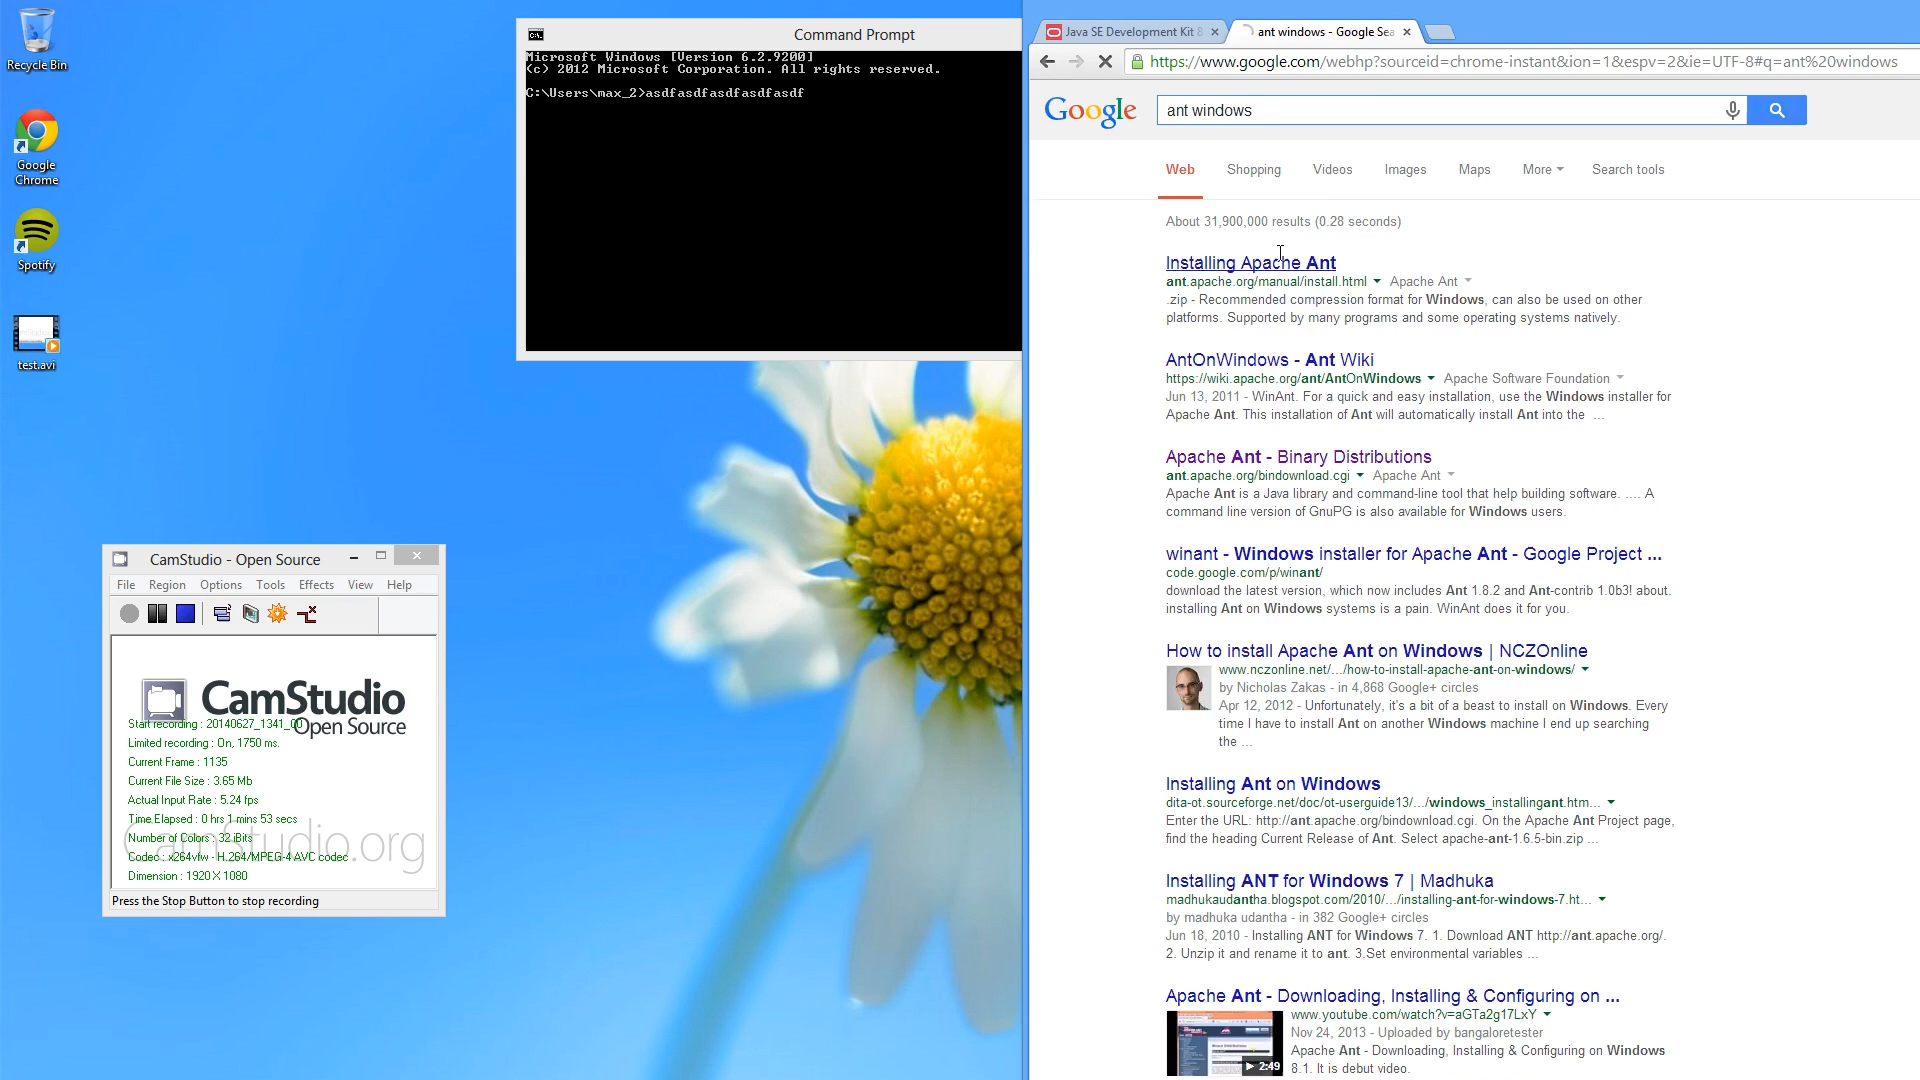 Recycle Bin
Google
Chrome
Spotify
test.avi
Command Prompt
Microsoft Windows [Version 6.2.9200]
(c) 2012 Microsoft Corporation. All rights reserved.
C:\Users\max_2>asdfasdfasdfasdfasdf
CamStudio - Open Source
File Region Options Tools Effects View Help
CamStudio
Open Source
CamStudio.org
Start recording : 20140627_1341_00
Limited recording : On, 1750 ms.
Current Frame : 1135
Current File Size : 3.65 Mb
Actual Input Rate : 5.24 fps
Time Elapsed : 0 hrs 1 mins 53 secs
Number of Colors : 32 iBits
Codec : x264vfw - H.264/MPEG-4 AVC codec
Dimension : 1920 X 1080
Press the Stop Button to stop recording
Java SE Development Kit 8
ant windows - Google Sea
https://www.google.com/webhp?sourceid=chrome-instant&ion=1&espv=2&ie=UTF-8#q=ant%20windows
Google
ant windows
Web Shopping Videos Images Maps More Search tools
About 31,900,000 results (0.28 seconds)
Installing Apache Ant
ant.apache.org/manual/install.html Apache Ant
.zip - Recommended compression format for Windows, can also be used on other
platforms. Supported by many programs and some operating systems natively.
AntOnWindows - Ant Wiki
https://wiki.apache.org/ant/AntOnWindows Apache Software Foundation
Jun 13, 2011 - WinAnt. For a quick and easy installation, use the Windows installer for
Apache Ant. This installation of Ant will automatically install Ant into the ...
Apache Ant - Binary Distributions
ant.apache.org/bindownload.cgi Apache Ant
Apache Ant is a Java library and command-line tool that help building software. .... A
command line version of GnuPG is also available for Windows users.
winant - Windows installer for Apache Ant - Google Project ...
code.google.com/p/winant/
download the latest version, which now includes Ant 1.8.2 and Ant-contrib 1.0b3! about.
installing Ant on Windows systems is a pain. WinAnt does it for you.
How to install Apache Ant on Windows | NCZOnline
www.nczonline.net/.../how-to-install-apache-ant-on-windows/
by Nicholas Zakas - in 4,868 Google+ circles
Apr 12, 2012 - Unfortunately, it's a bit of a beast to install on Windows. Every
time I have to install Ant on another Windows machine I end up searching
the ...
Installing Ant on Windows
dita-ot.sourceforge.net/doc/ot-userguide13/.../windows_installingant.htm...
Enter the URL: http://ant.apache.org/bindownload.cgi. On the Apache Ant Project page,
find the heading Current Release of Ant. Select apache-ant-1.6.5-bin.zip ...
Installing ANT for Windows 7 | Madhuka
madhukaudantha.blogspot.com/2010/.../installing-ant-for-windows-7.ht...
by madhuka udantha - in 382 Google+ circles
Jun 18, 2010 - Installing ANT for Windows 7. 1. Download ANT http://ant.apache.org/.
2. Unzip it and rename it to ant. 3.Set environmental variables ...
Apache Ant - Downloading, Installing & Configuring on ...
www.youtube.com/watch?v=aGTa2g17LxY
Nov 24, 2013 - Uploaded by bangaloretester
Apache Ant - Downloading, Installing & Configuring on Windows
8.1. It is debut video.
2:49